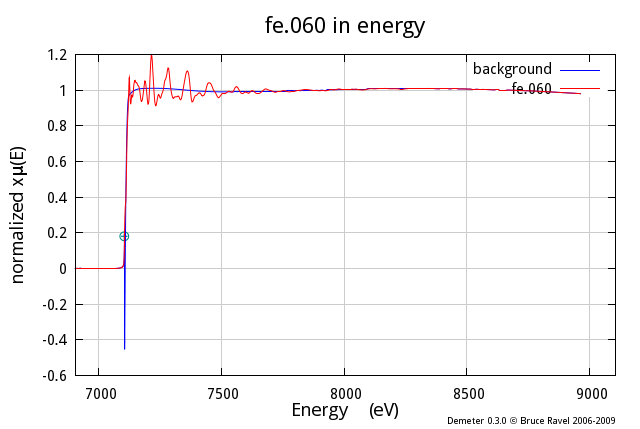 fe.060 in energy
normalized xμ(E)
1.2
1
0.8
0.6
0.4
0.2
0
-0.2
-0.4
-0.6
background
fe.060
7000 7500 8000 8500 9000
Energy (eV)
Demeter 0.3.0 © Bruce Ravel 2006-2009